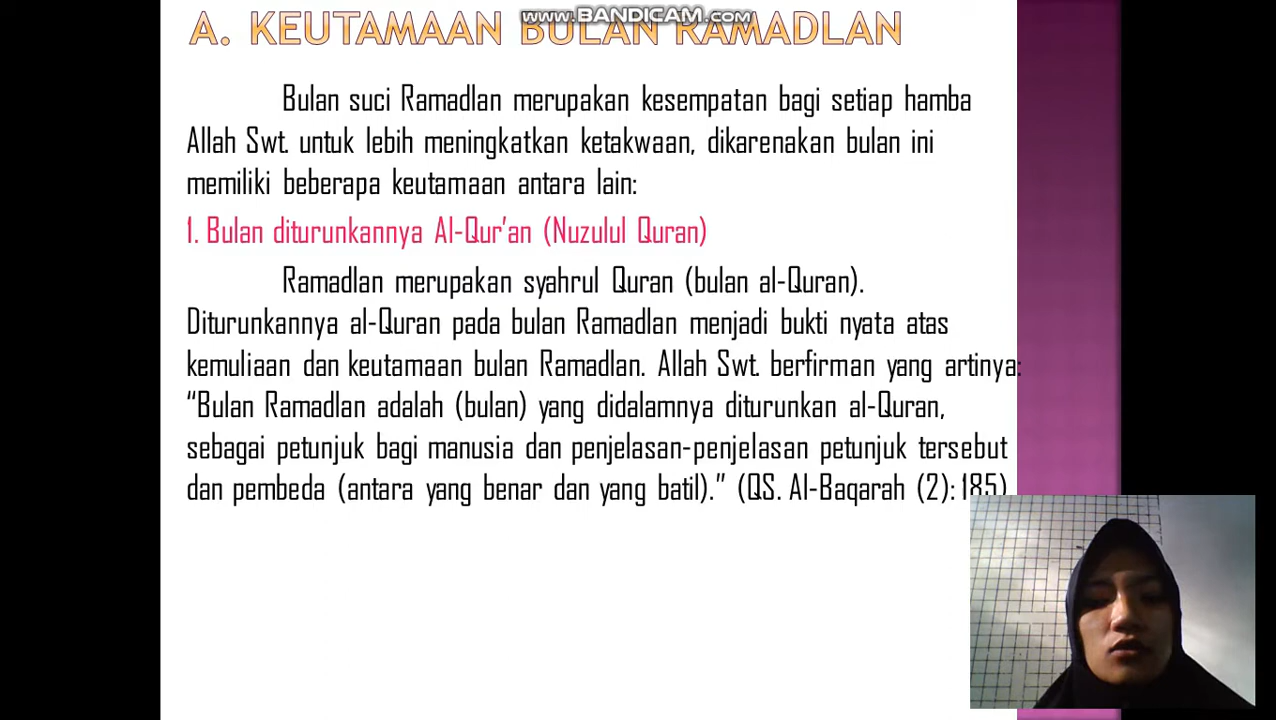 www.BANDICAM.com
A. KEUTAMAAN BULAN RAMADLAN
Bulan suci Ramadlan merupakan kesempatan bagi setiap hamba
Allah Swt. untuk lebih meningkatkan ketakwaan, dikarenakan bulan ini
memiliki beberapa keutamaan antara lain:
1. Bulan diturunkannya Al-Qur’an (Nuzulul Quran)
Ramadlan merupakan syahrul Quran (bulan al-Quran).
Diturunkannya al-Quran pada bulan Ramadlan menjadi bukti nyata atas
kemuliaan dan keutamaan bulan Ramadlan. Allah Swt. berfirman yang artinya:
“Bulan Ramadlan adalah (bulan) yang didalamnya diturunkan al-Quran,
sebagai petunjuk bagi manusia dan penjelasan-penjelasan petunjuk tersebut
dan pembeda (antara yang benar dan yang batil).” (QS. Al-Baqarah (2): 185)